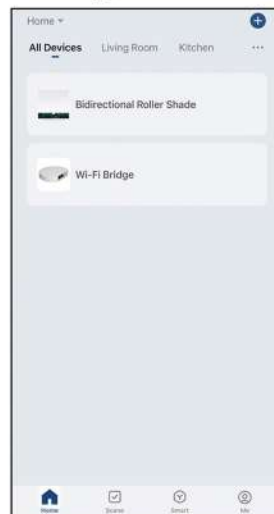 Home
All Devices Living Room Kitchen ...
Bidirectional Roller Shade
Wi-Fi Bridge
Home Scene Smart Me